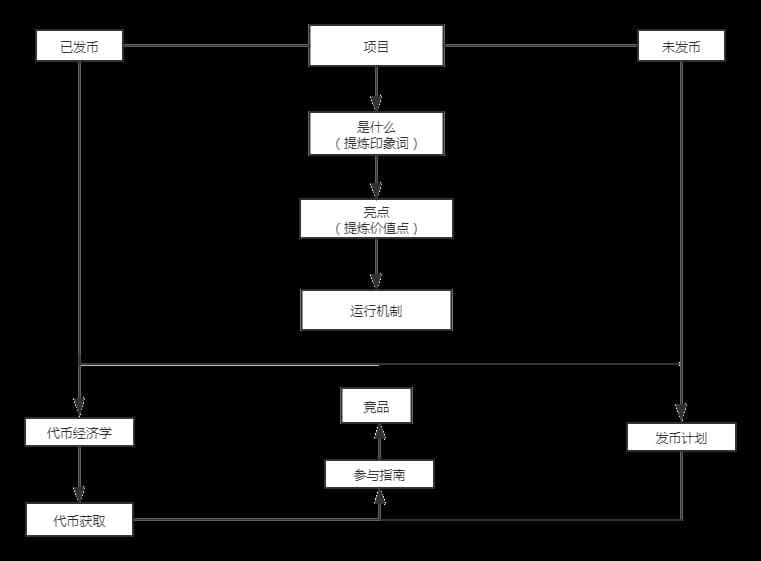 已发币
项目
未发币
是什么
（提炼印象词）
亮点
（提炼价值点）
运行机制
竞品
代币经济学
发币计划
参与指南
代币获取